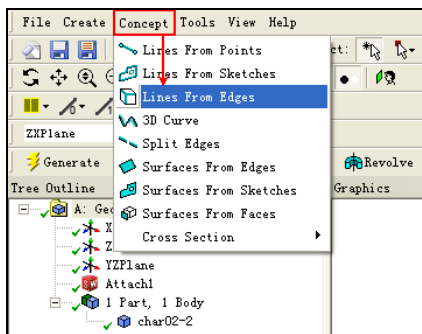 File Create Concept Tools View Help
Lines From Points
ct:
Lines From Sketches
Lines From Edges
3D Curve
ZXPlane
Split Edges
Generate
Surfaces From Edges
Revolve
Tree Outline
Surfaces From Sketches
Graphics
Surfaces From Faces
A: Geo
X
Cross Section
Z
YZPlane
Attach1
1 Part, 1 Body
char02-2